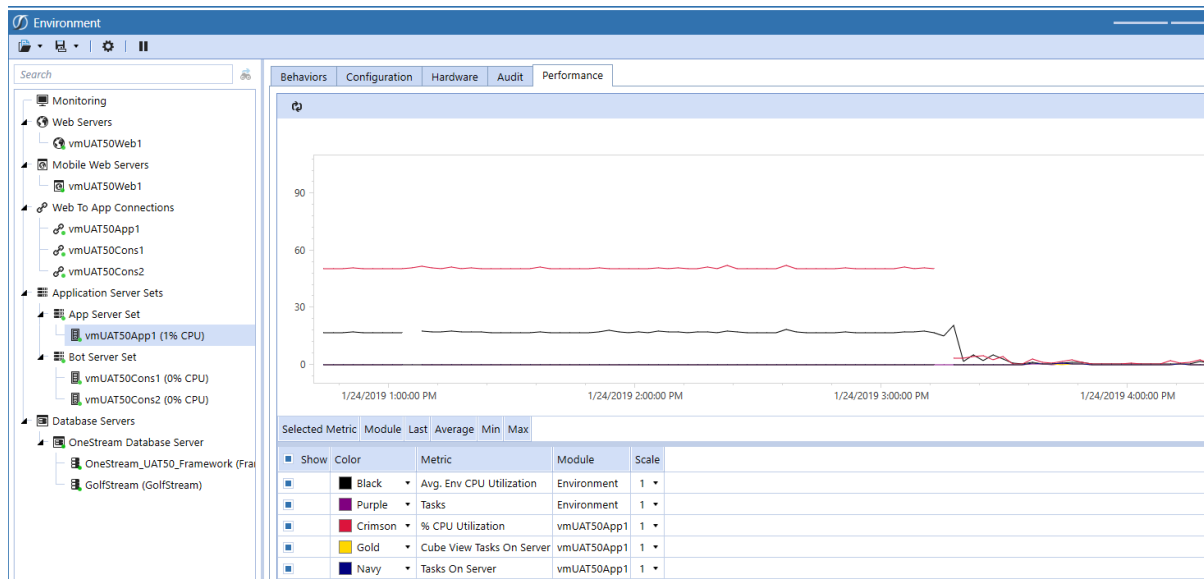 Environment
Search
Monitoring
Web Servers
vmUAT50Web1
Mobile Web Servers
vmUAT50Web1
Web To App Connections
vmUAT50App1
vmUAT50Cons1
vmUAT50Cons2
Application Server Sets
App Server Set
vmUAT50App1 (1% CPU)
Bot Server Set
vmUAT50Cons1 (0% CPU)
vmUAT50Cons2 (0% CPU)
Database Servers
OneStream Database Server
OneStream_UAT50_Framework (Fra
GolfStream (GolfStream)
Behaviors Configuration Hardware Audit Performance
90
60
30
0
1/24/2019 1:00:00 PM 1/24/2019 2:00:00 PM 1/24/2019 3:00:00 PM 1/24/2019 4:00:00 PM
Selected Metric Module Last Average Min Max
Show Color Metric Module Scale
Black Avg. Env CPU Utilization Environment 1
Purple Tasks Environment 1
Crimson % CPU Utilization vmUAT50App1 1
Gold Cube View Tasks On Server vmUAT50App1 1
Navy Tasks On Server vmUAT50App1 1